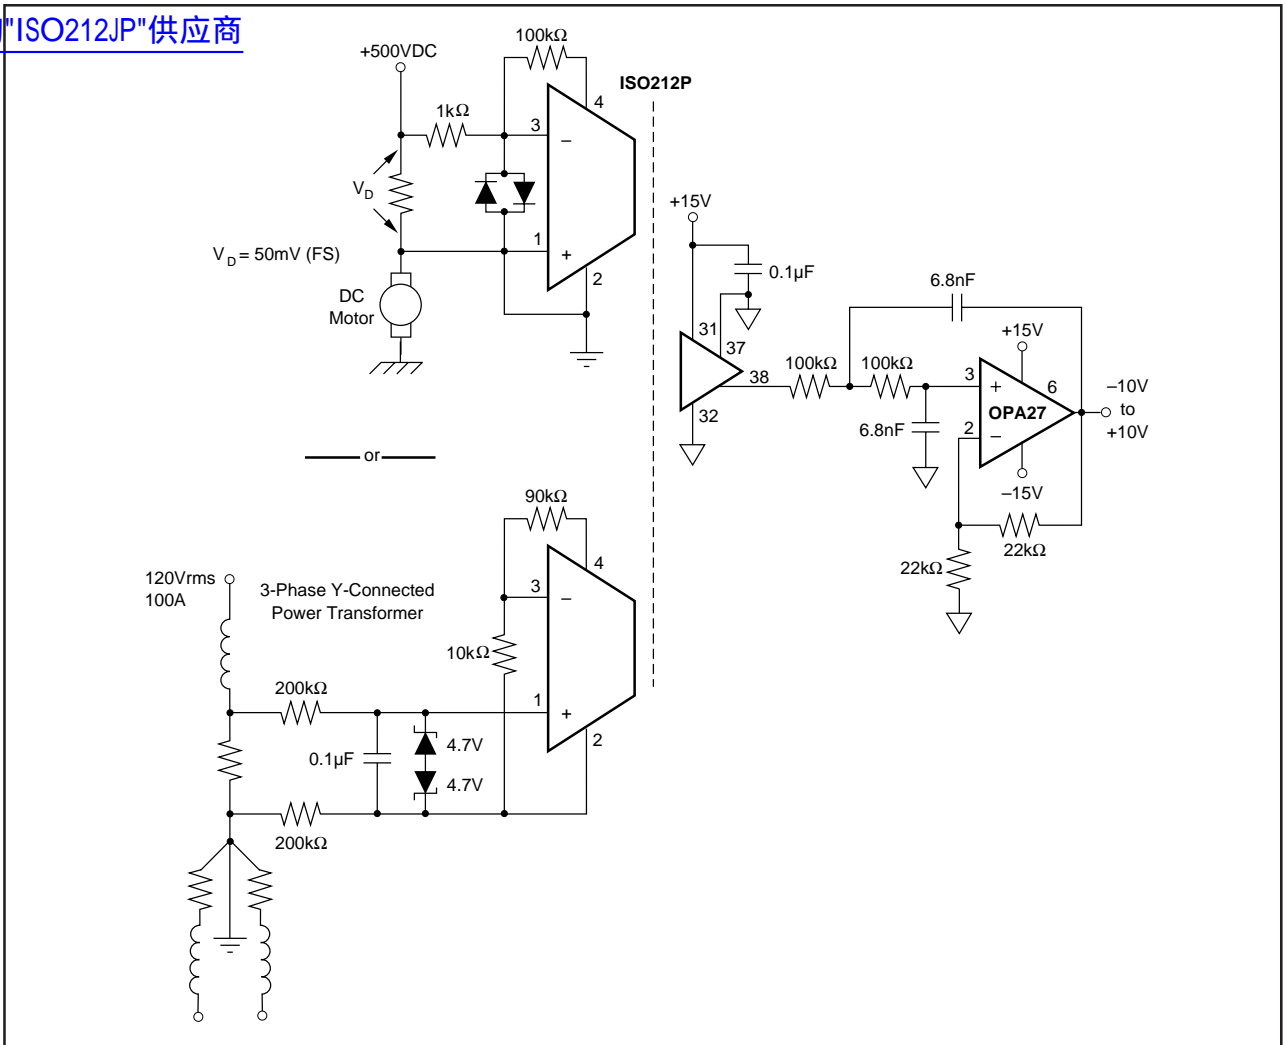 "ISO212JP"供应商
+500VDC
100kΩ
ISO212P
4
1kΩ
3
–
V_D
1
+
V_D = 50mV (FS)
2
DC
Motor
+15V
0.1µF
31
37
38
32
100kΩ
100kΩ
6.8nF
+15V
3
+
6
OPA27
6.8nF
2
–
–15V
–10V
to
+10V
22kΩ
22kΩ
or
90kΩ
4
120Vrms
100A
3-Phase Y-Connected
Power Transformer
3
–
10kΩ
200kΩ
1
+
2
0.1µF
4.7V
4.7V
200kΩ